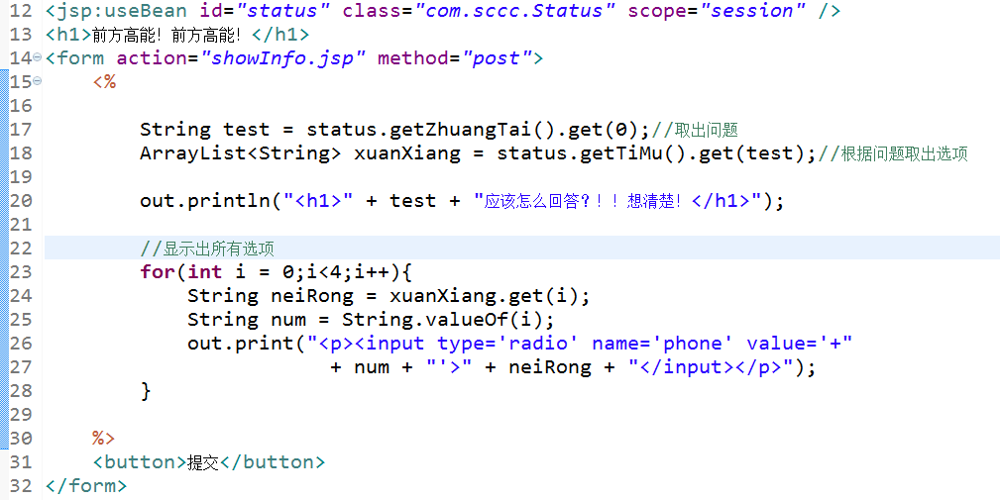 12 <jsp:useBean id="status" class="com.sccc.Status" scope="session" />
13 <h1>前方高能！前方高能！</h1>
14 <form action="showInfo.jsp" method="post">
15     <%
16
17         String test = status.getZhuangTai().get(0);//取出问题
18         ArrayList<String> xuanXiang = status.getTiMu().get(test);//根据问题取出选项
19
20         out.println("<h1>" + test + "应该怎么回答？！！想清楚！</h1>");
21
22         //显示出所有选项
23         for(int i = 0;i<4;i++){
24             String neiRong = xuanXiang.get(i);
25             String num = String.valueOf(i);
26             out.print("<p><input type='radio' name='phone' value='+"
27                         + num + "'>" + neiRong + "</input></p>");
28         }
29
30     %>
31     <button>提交</button>
32 </form>